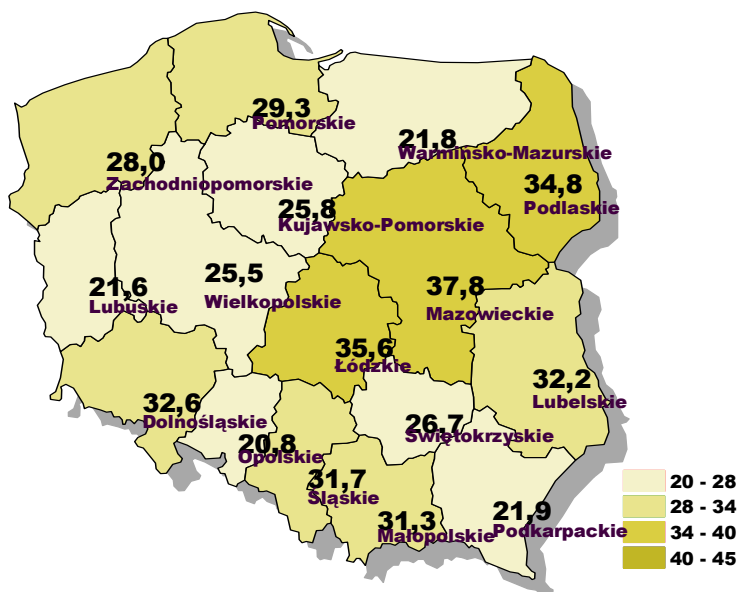 29,3
Pomorskie
21,8
Warmińsko-Mazurskie
28,0
Zachodniopomorskie
34,8
Podlaskie
25,8
Kujawsko-Pomorskie
25,5
Wielkopolskie
21,6
Lubuskie
37,8
Mazowieckie
35,6
Łódzkie
32,2
Lubelskie
32,6
Dolnośląskie
26,7
Świętokrzyskie
20,8
Opolskie
31,7
Śląskie
31,3
Małopolskie
21,9
Podkarpackie
20 - 28
28 - 34
34 - 40
40 - 45